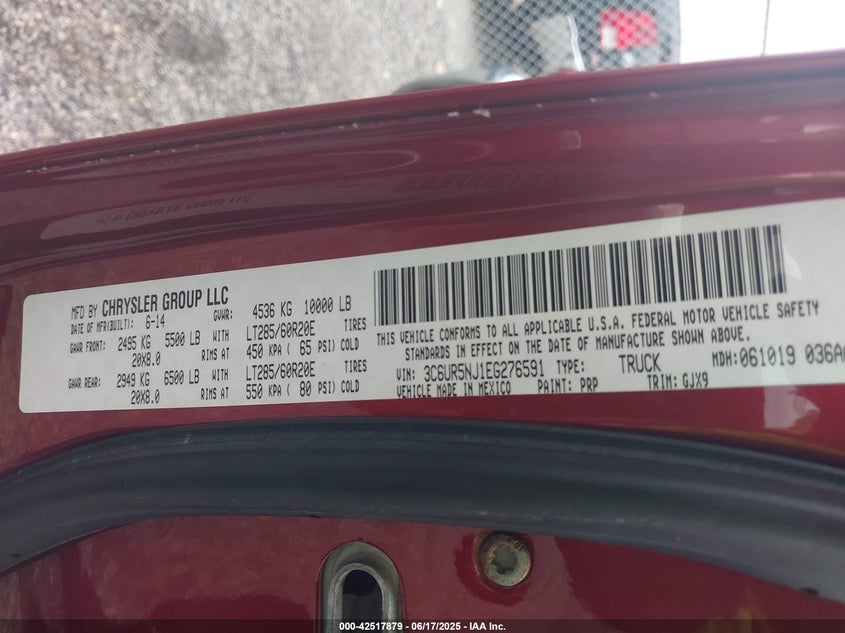 MFD BY CHRYSLER GROUP LLC
DATE OF MFR(BUILT): 6-14 GVWR: 4536 KG 10000 LB
GAWR FRONT: 2495 KG 5500 LB WITH LT285/60R20E TIRES
20X8.0 RIMS AT 450 KPA ( 65 PSI) COLD
GAWR REAR: 2949 KG 6500 LB WITH LT285/60R20E TIRES
20X8.0 RIMS AT 550 KPA ( 80 PSI) COLD
THIS VEHICLE CONFORMS TO ALL APPLICABLE U.S.A. FEDERAL MOTOR VEHICLE SAFETY
STANDARDS IN EFFECT ON THE DATE OF MANUFACTURE SHOWN ABOVE.
VIN: 3C6UR5NJ1EG276591 TYPE: TRUCK MDH: 061019 036A
VEHICLE MADE IN MEXICO PAINT: PRP TRIM: GJX9
000-42517879 - 06/17/2025 - IAA Inc.